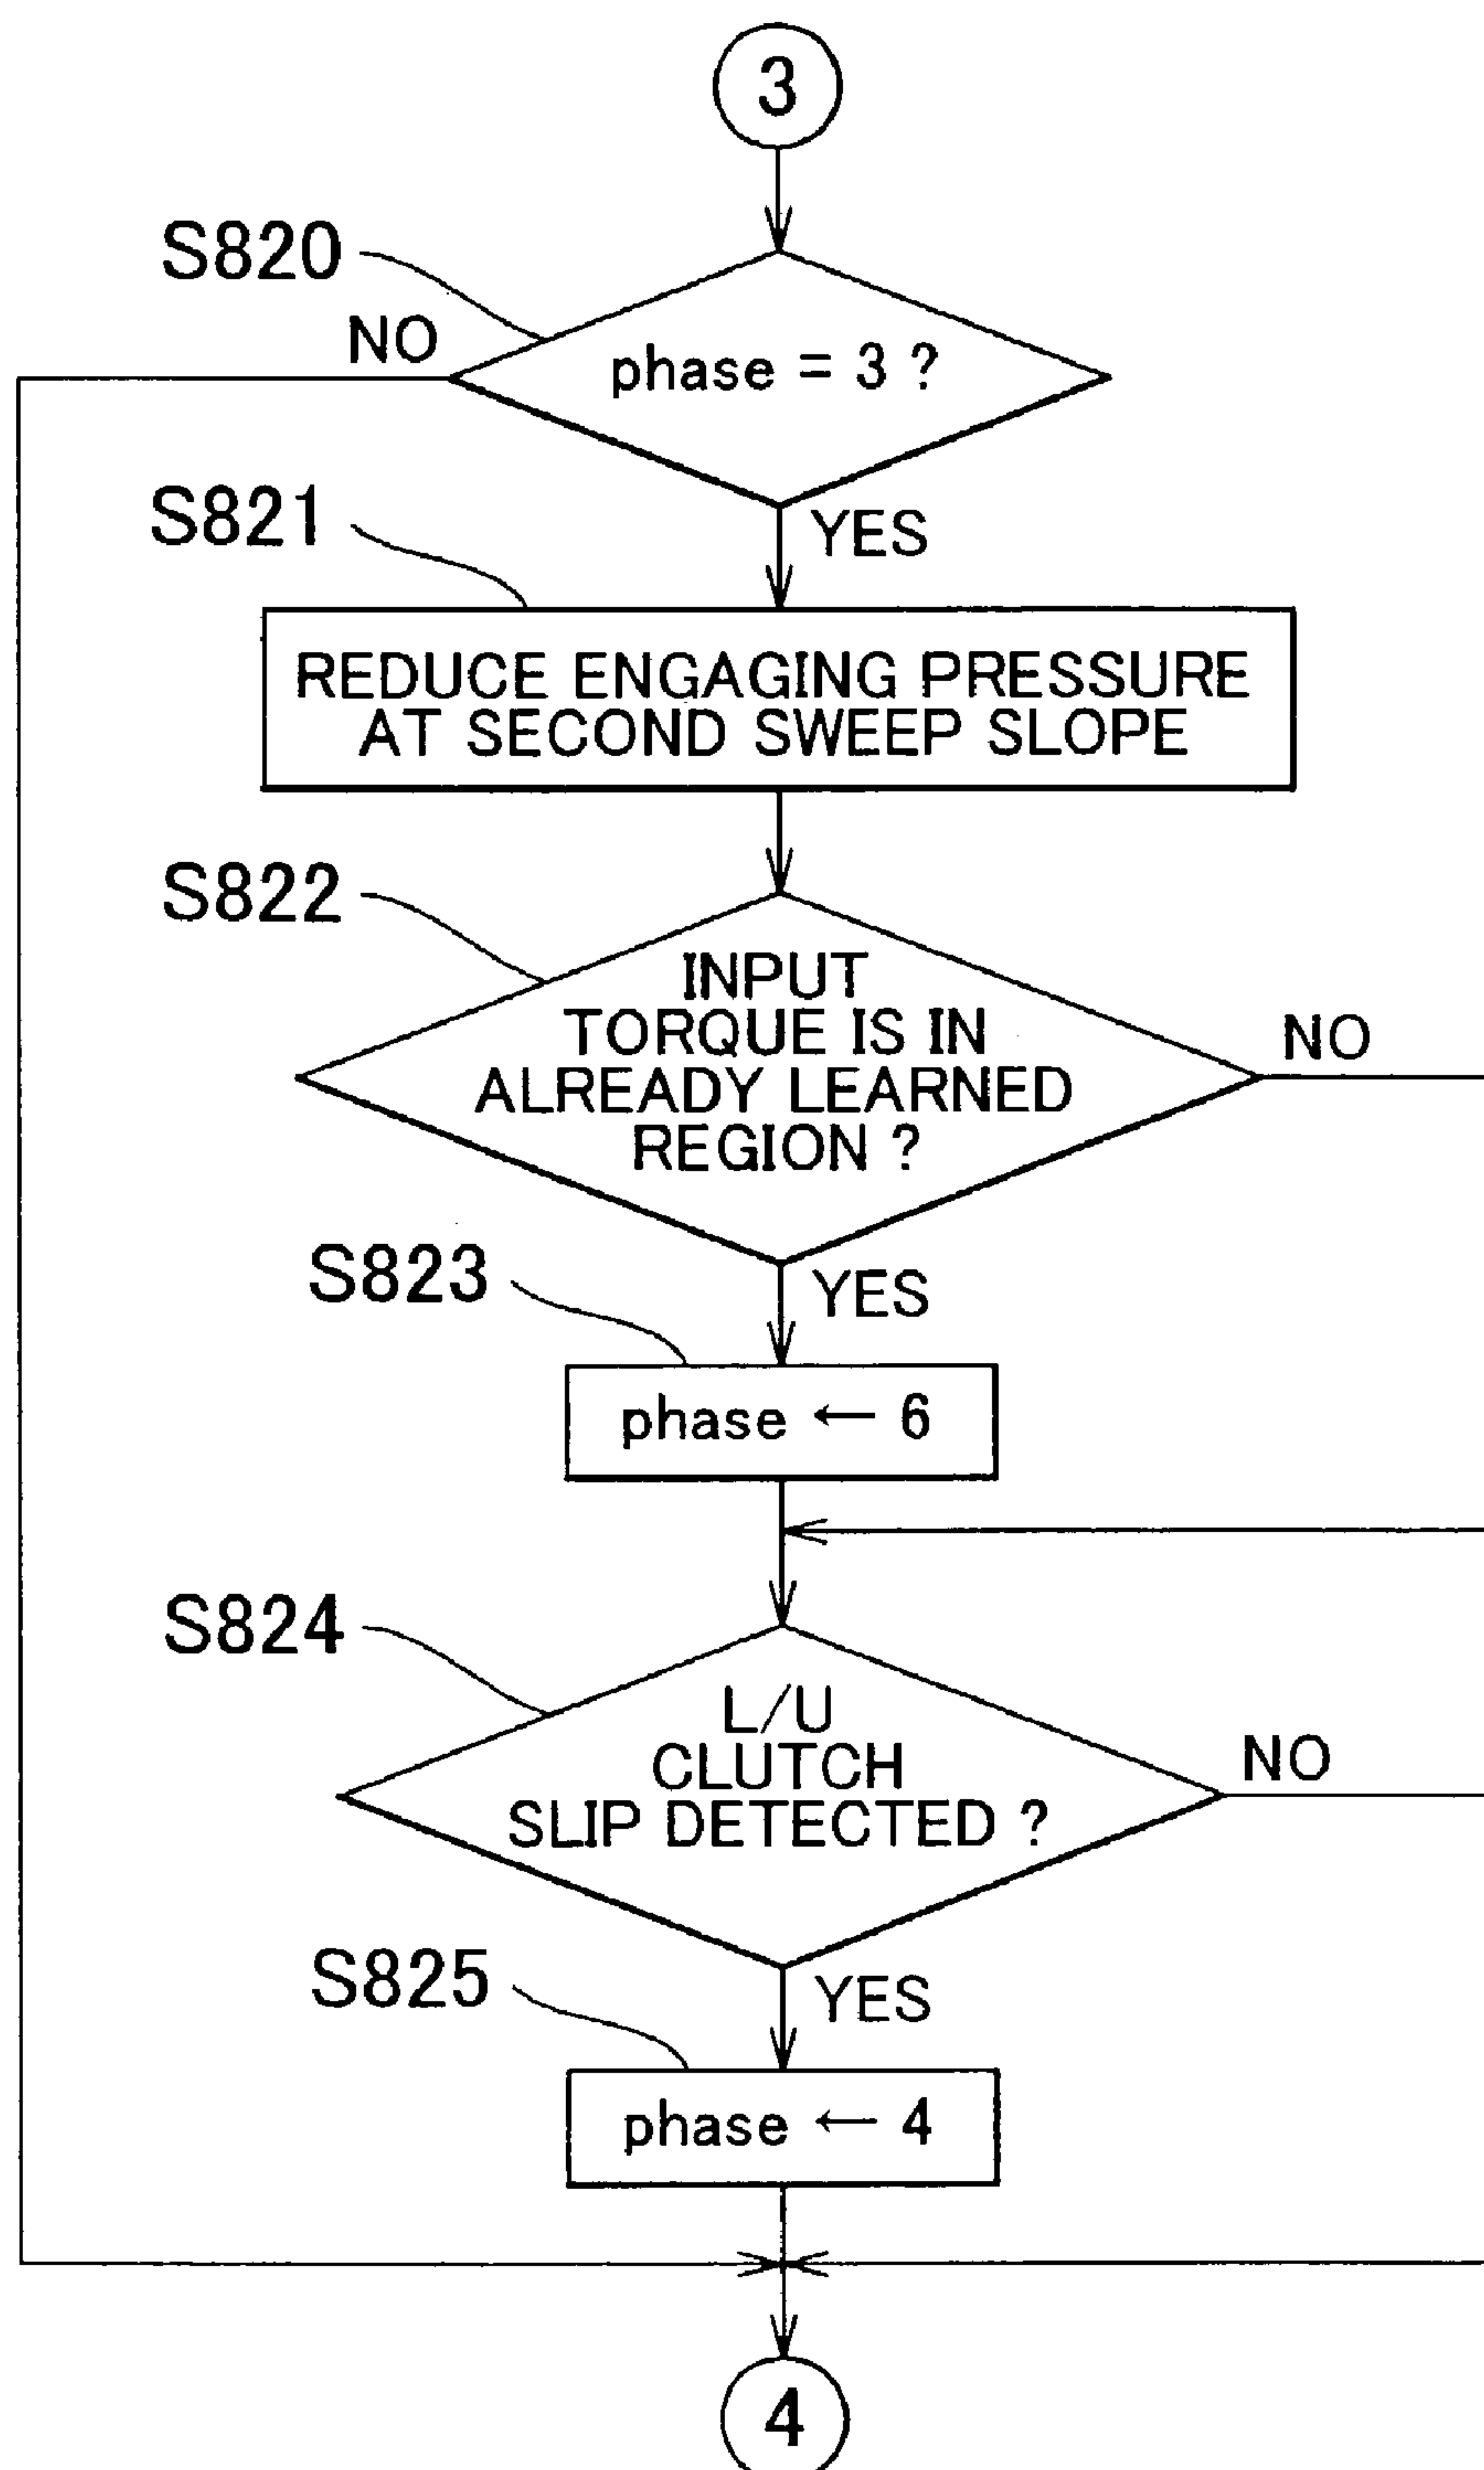 3
S820
NO
phase = 3 ?
S821
YES
REDUCE ENGAGING PRESSURE
AT SECOND SWEEP SLOPE
S822
INPUT
TORQUE IS IN
ALREADY LEARNED
REGION ?
NO
S823
YES
phase ← 6
S824
L/U
CLUTCH
SLIP DETECTED ?
NO
S825
YES
phase ← 4
4